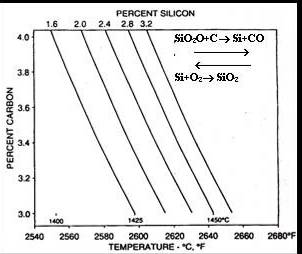 PERCENT SILICON
1.6 2.0 2.4 2.8 3.2
4.0
SiO2O+C→Si+CO
3.8
Si+O2→SiO2
3.6
PERCENT CARBON
3.4
3.2
3.0
1400 1425 1450°C
2540 2560 2580 2600 2620 2640 2660 2680°F
TEMPERATURE - °C, °F